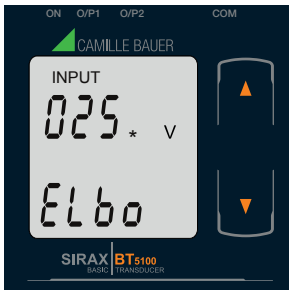 ON O/P1 O/P2 COM
CAMILLE BAUER
INPUT
025.* V
ELbo
SIRAX BT5100
BASIC TRANSDUCER